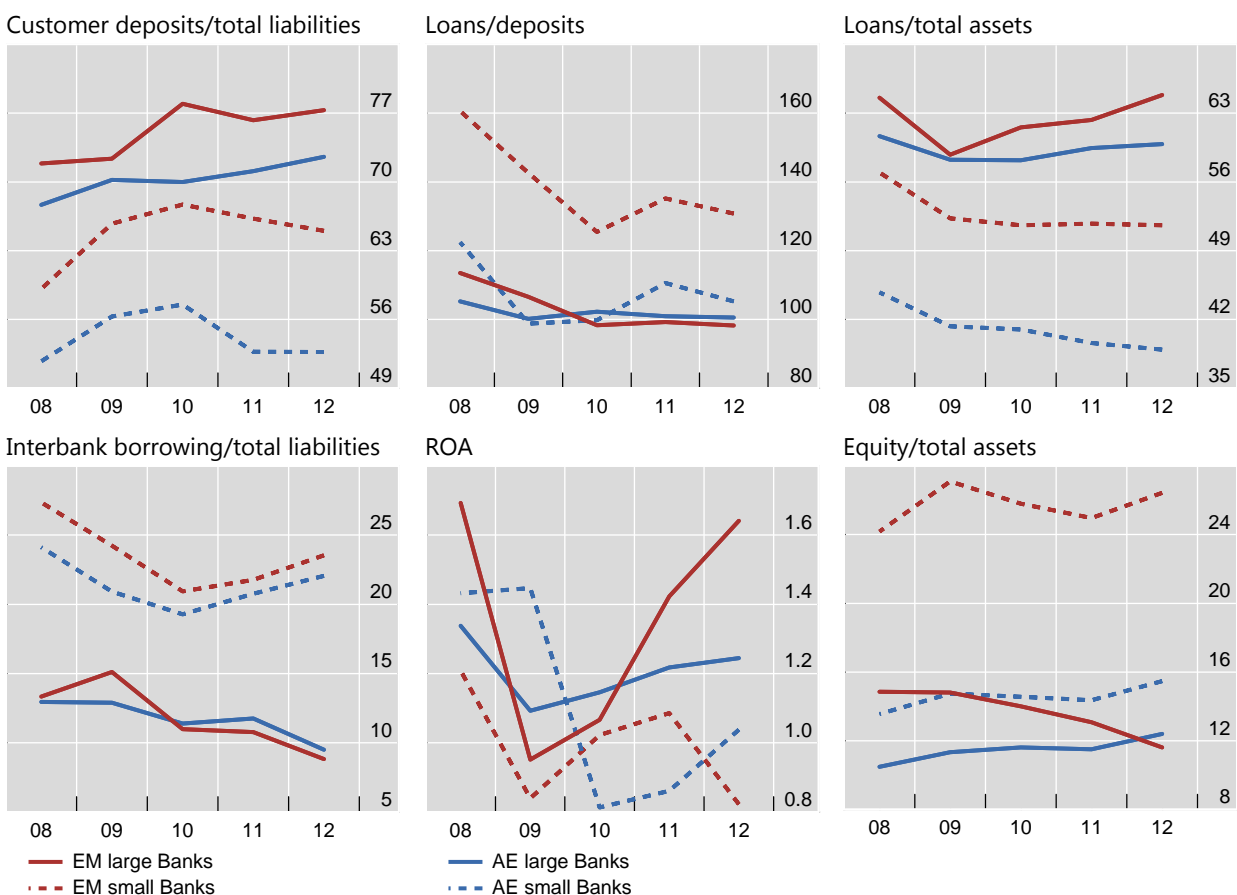 Customer deposits/total liabilities
Loans/deposits
Loans/total assets
77
70
63
56
49
08 09 10 11 12
160
140
120
100
80
08 09 10 11 12
63
56
49
42
35
08 09 10 11 12
Interbank borrowing/total liabilities
ROA
Equity/total assets
25
20
15
10
5
08 09 10 11 12
1.6
1.4
1.2
1.0
0.8
08 09 10 11 12
24
20
16
12
8
08 09 10 11 12
EM large Banks
EM small Banks
AE large Banks
AE small Banks